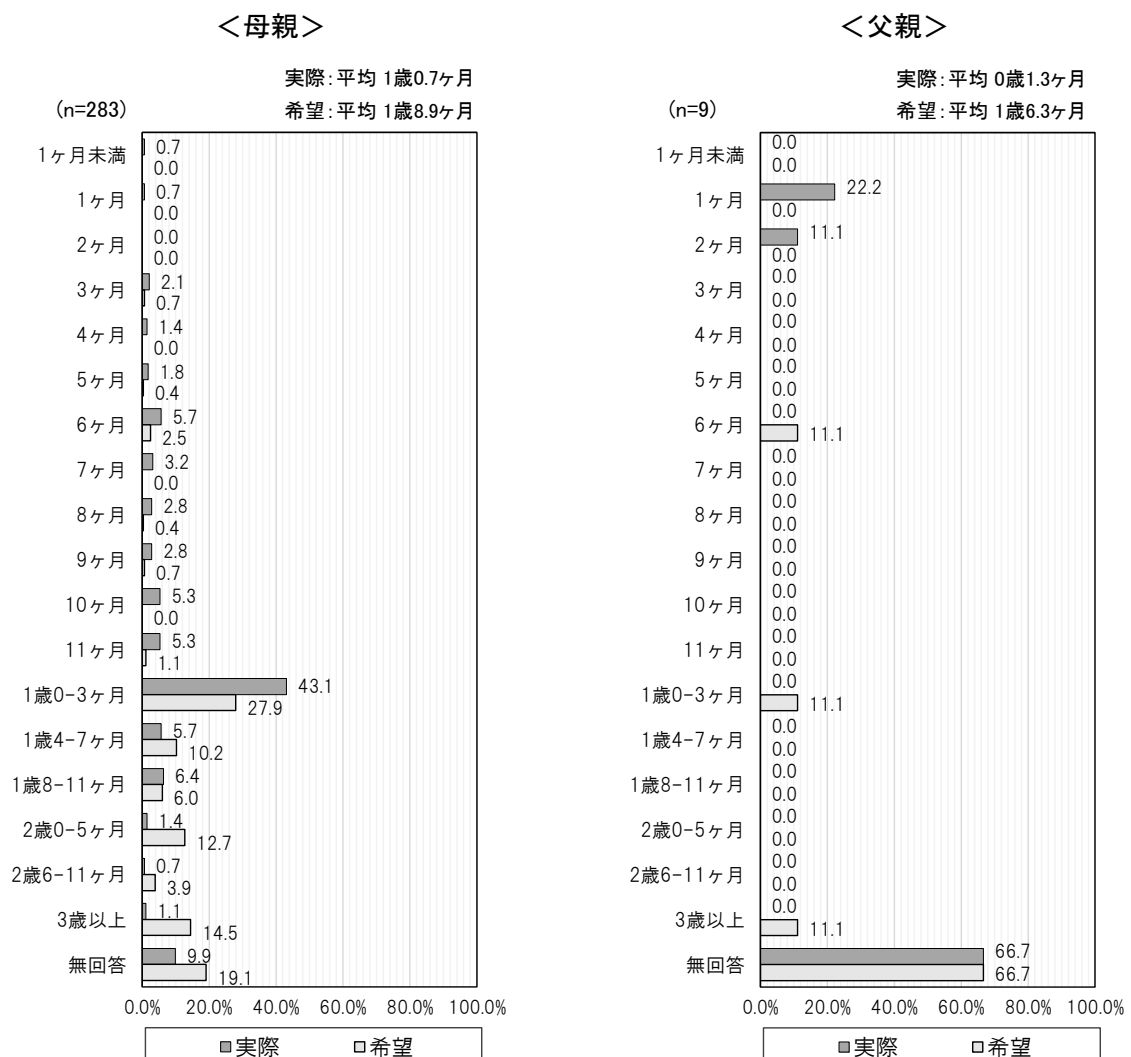 ＜母親＞
実際：平均 1歳0.7ヶ月
(n=283)
希望：平均 1歳8.9ヶ月
1ヶ月未満
0.7
0.0
1ヶ月
0.7
0.0
2ヶ月
0.0
0.0
3ヶ月
2.1
0.7
4ヶ月
1.4
0.0
5ヶ月
1.8
0.4
6ヶ月
5.7
2.5
7ヶ月
3.2
0.0
8ヶ月
2.8
0.4
9ヶ月
2.8
0.7
10ヶ月
5.3
0.0
11ヶ月
5.3
1.1
1歳0-3ヶ月
43.1
27.9
1歳4-7ヶ月
5.7
10.2
1歳8-11ヶ月
6.4
6.0
2歳0-5ヶ月
1.4
12.7
2歳6-11ヶ月
0.7
3.9
3歳以上
1.1
14.5
無回答
9.9
19.1
0.0% 20.0% 40.0% 60.0% 80.0% 100.0%
実際 希望
＜父親＞
実際：平均 0歳1.3ヶ月
(n=9)
希望：平均 1歳6.3ヶ月
1ヶ月未満
0.0
0.0
1ヶ月
22.2
0.0
2ヶ月
11.1
0.0
3ヶ月
0.0
0.0
4ヶ月
0.0
0.0
5ヶ月
0.0
0.0
6ヶ月
0.0
11.1
7ヶ月
0.0
0.0
8ヶ月
0.0
0.0
9ヶ月
0.0
0.0
10ヶ月
0.0
0.0
11ヶ月
0.0
0.0
1歳0-3ヶ月
0.0
11.1
1歳4-7ヶ月
0.0
0.0
1歳8-11ヶ月
0.0
0.0
2歳0-5ヶ月
0.0
0.0
2歳6-11ヶ月
0.0
0.0
3歳以上
0.0
11.1
無回答
66.7
66.7
0.0% 20.0% 40.0% 60.0% 80.0% 100.0%
実際 希望